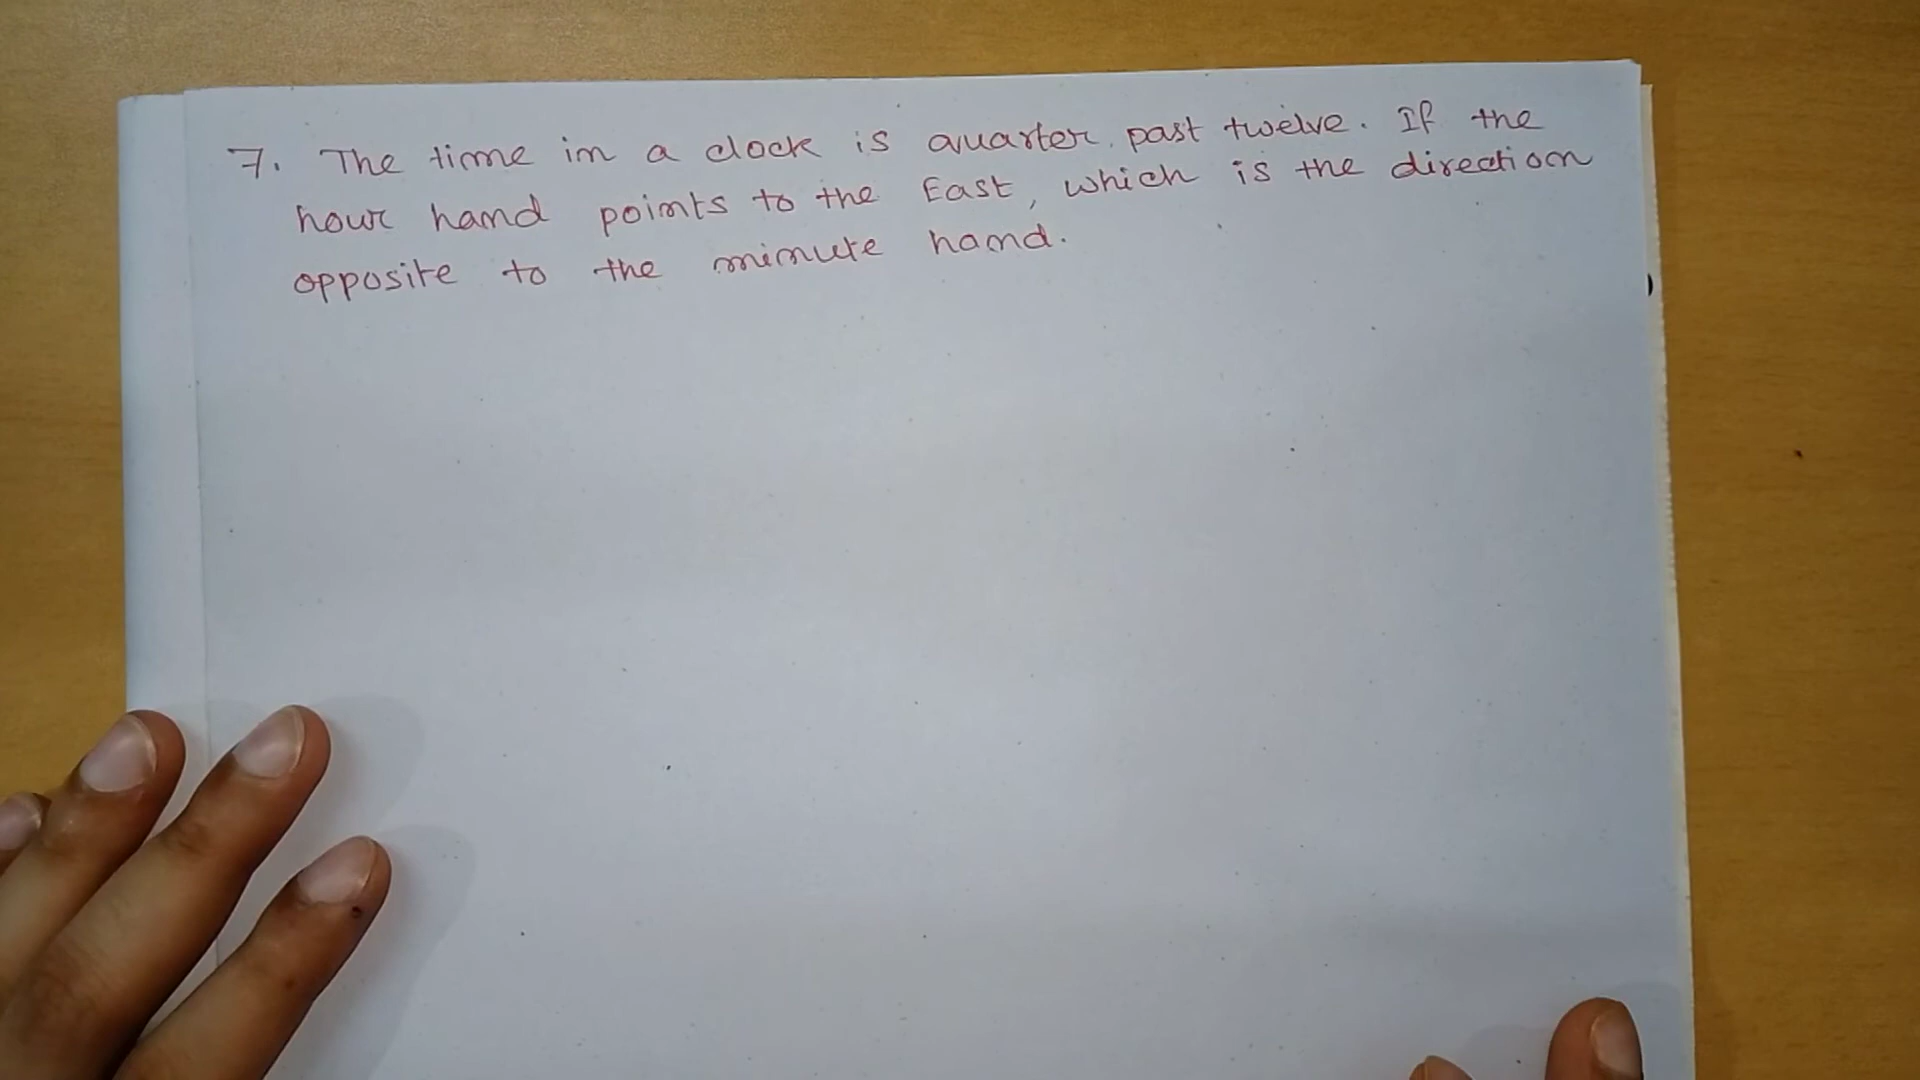 7. The time in a clock is quarter past twelve. If the
hour hand points to the East, which is the direction
opposite to the minute hand.